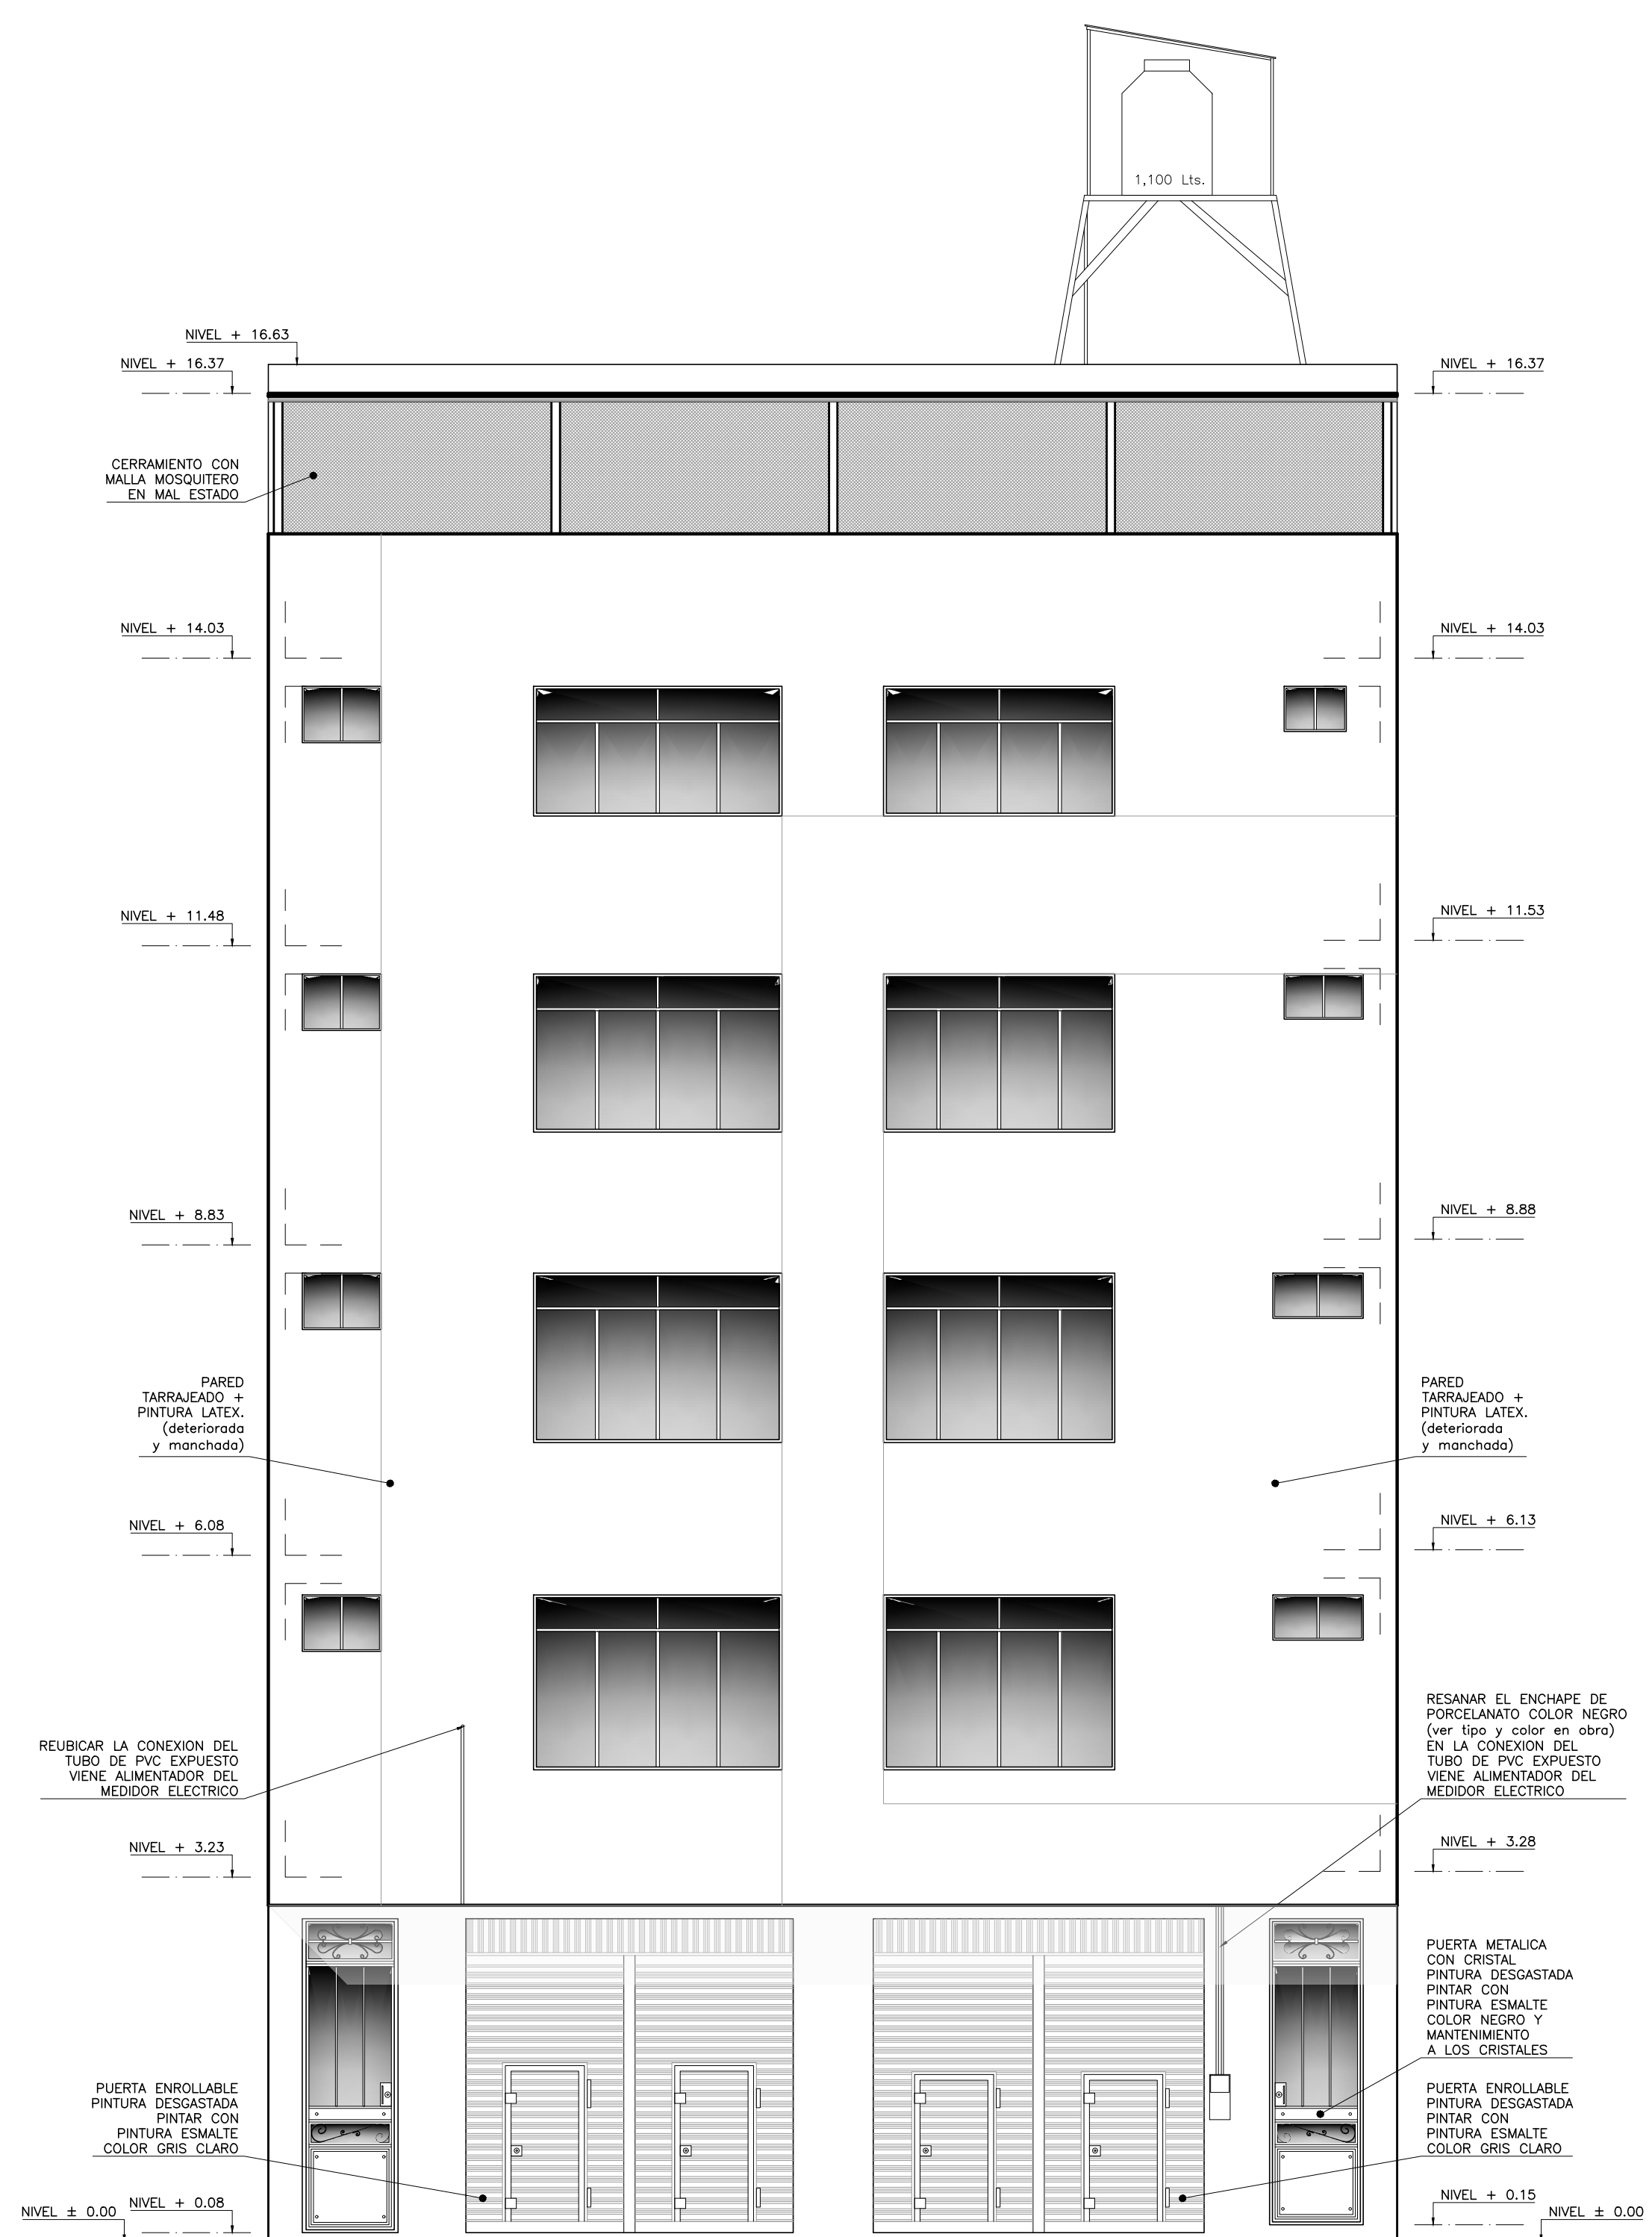 1,100 Lts.
NIVEL + 16.63
NIVEL + 16.37
NIVEL + 16.37
CERRAMIENTO CON
MALLA MOSQUITERO
EN MAL ESTADO
NIVEL + 14.03
NIVEL + 14.03
NIVEL + 11.48
NIVEL + 11.53
NIVEL + 8.83
NIVEL + 8.88
PARED
TARRAJEADO +
PINTURA LATEX.
(deteriorada
y manchada)
PARED
TARRAJEADO +
PINTURA LATEX.
(deteriorada
y manchada)
NIVEL + 6.08
NIVEL + 6.13
REUBICAR LA CONEXION DEL
TUBO DE PVC EXPUESTO
VIENE ALIMENTADOR DEL
MEDIDOR ELECTRICO
RESANAR EL ENCHAPE DE
PORCELANATO COLOR NEGRO
(ver tipo y color en obra)
EN LA CONEXION DEL
TUBO DE PVC EXPUESTO
VIENE ALIMENTADOR DEL
MEDIDOR ELECTRICO
NIVEL + 3.23
NIVEL + 3.28
PUERTA METALICA
CON CRISTAL
PINTURA DESGASTADA
PINTAR CON
PINTURA ESMALTE
COLOR NEGRO Y
MANTENIMIENTO
A LOS CRISTALES
PUERTA ENROLLABLE
PINTURA DESGASTADA
PINTAR CON
PINTURA ESMALTE
COLOR GRIS CLARO
PUERTA ENROLLABLE
PINTURA DESGASTADA
PINTAR CON
PINTURA ESMALTE
COLOR GRIS CLARO
NIVEL ± 0.00
NIVEL + 0.08
NIVEL + 0.15
NIVEL ± 0.00